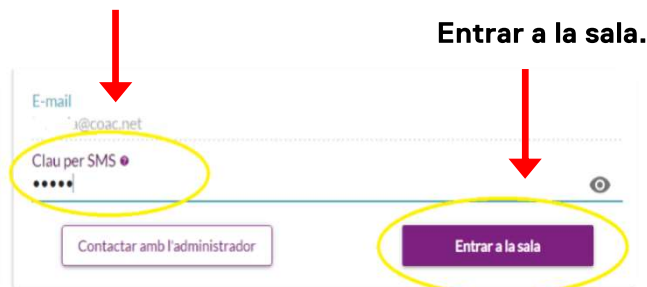 Entrar a la sala.
E-mail
@coac.net
Clau per SMS
•••••
Contactar amb l'administrador
Entrar a la sala